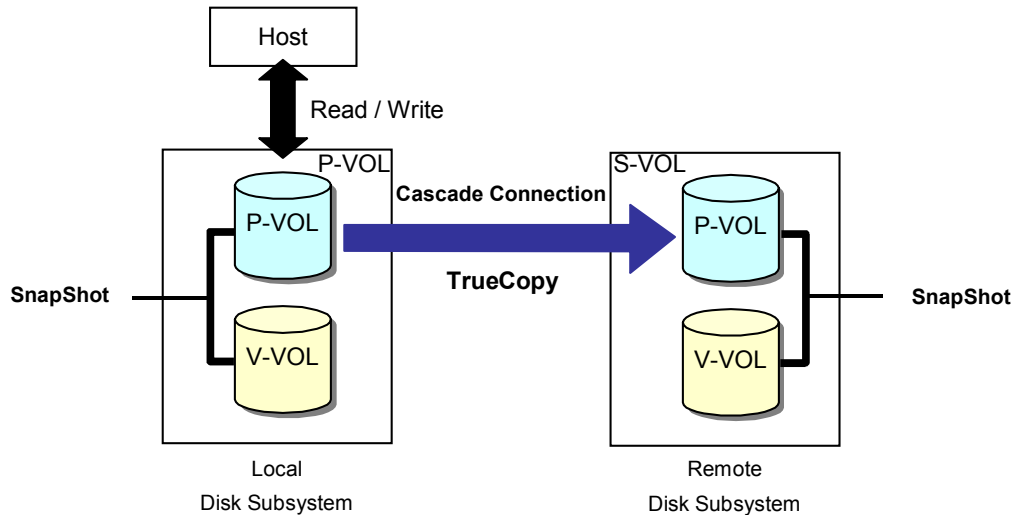 Host
Read / Write
P-VOL
S-VOL
Cascade Connection
P-VOL
P-VOL
TrueCopy
SnapShot
SnapShot
V-VOL
V-VOL
Local
Disk Subsystem
Remote
Disk Subsystem